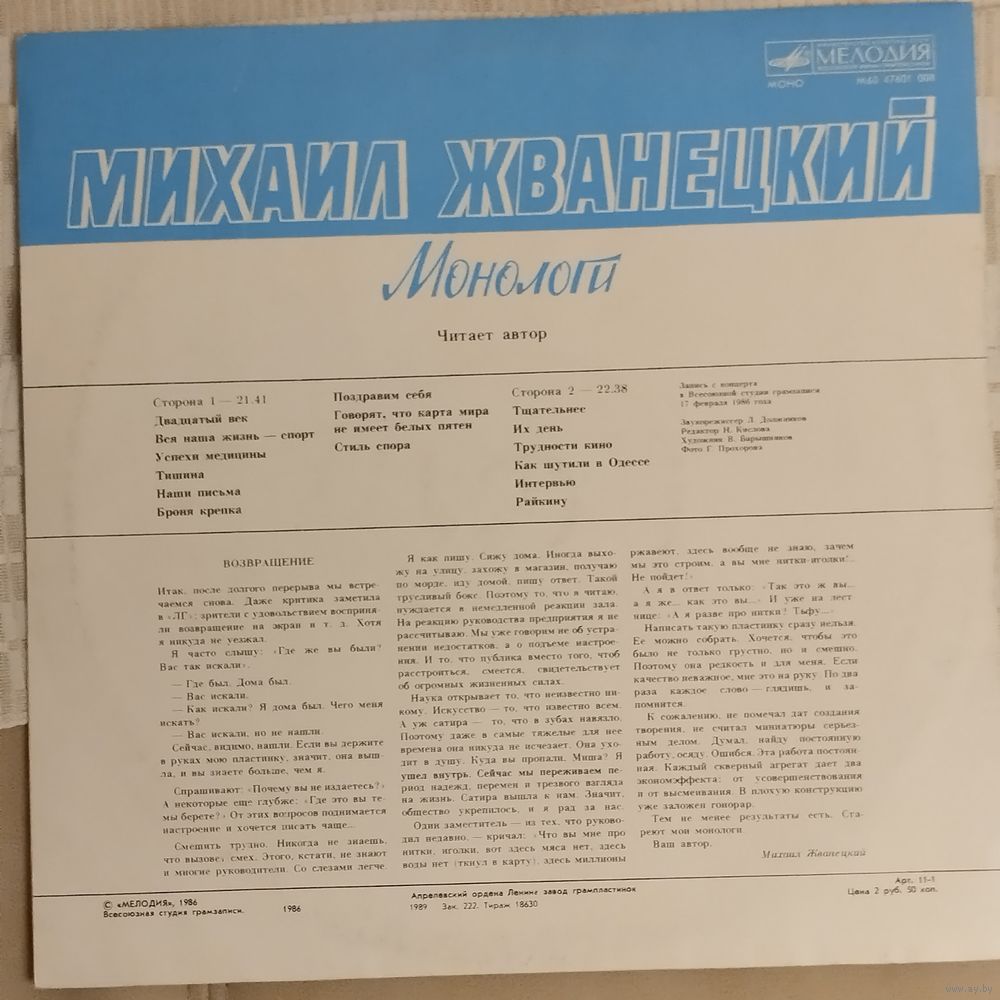 МЕЛОДИЯ
МОНО
М60 47601 008
МИХАИЛ ЖВАНЕЦКИЙ
Монологи
Читает автор
Сторона 1 — 21.41
Двадцатый век
Вся наша жизнь — спорт
Успехи медицины
Тишина
Наши письма
Броня крепка
Поздравим себя
Говорят, что карта мира
не имеет белых пятен
Стиль спора
Сторона 2 — 22.38
Тщательнее
Их день
Трудности кино
Как шутили в Одессе
Интервью
Райкину
Запись с концерта
в Всесоюзной студии грамзаписи
17 февраля 1986 года
Звукорежиссер Л. Должников
Редактор Н. Кислова
Художник В. Барышников
Фото Г. Прохорова
ВОЗВРАЩЕНИЕ
Итак, после долгого перерыва мы встре-
чаемся снова. Даже критика заметила
в «ЛГ»: зрители с удовольствием восприня-
ли возвращение на экран и т. д. Хотя
я никуда не уезжал.
Я часто слышу: «Где же вы были?
Вас так искали».
— Где был. Дома был.
— Вас искали.
— Как искали? Я дома был. Чего меня
искать?
— Вас искали, но не нашли.
Сейчас, видимо, нашли. Если вы держите
в руках мою пластинку, значит, она выш-
ла, и вы знаете больше, чем я.
Спрашивают: «Почему вы не издаетесь?»
А некоторые еще глубже: «Где это вы те-
мы берете?» От этих вопросов поднимается
настроение и хочется писать чаще...
Смешить трудно. Никогда не знаешь,
что вызовет смех. Этого, кстати, не знают
и многие руководители. Со слезами легче.
Я как пишу. Сижу дома. Иногда выхо-
жу на улицу, захожу в магазин, получаю
по морде, иду домой, пишу ответ. Такой
трусливый бокс. Поэтому то, что я читаю,
нуждается в немедленной реакции зала.
На реакцию руководства предприятия я не
рассчитываю. Мы уже говорим не об устра-
нении недостатков, а о подъеме настрое-
ния. И то, что публика вместо того, чтоб
расстроиться, смеется, свидетельствует
об огромных жизненных силах.
Наука открывает то, что неизвестно ни-
кому. Искусство — то, что известно всем.
А уж сатира — то, что в зубах навязло.
Поэтому даже в самые тяжелые для нее
времена она никуда не исчезает. Она ухо-
дит в душу. Куда вы пропали, Миша? Я
ушел внутрь. Сейчас мы переживаем пе-
риод надежд, перемен и трезвого взгляда
на жизнь. Сатира вышла к нам. Значит,
общество укрепилось, и я рад за нас.
Один заместитель — из тех, что руково-
дил недавно, — кричал: «Что вы мне про
нитки, иголки, вот здесь мяса нет, здесь
воды нет (ткнул в карту), здесь миллионы
ржавеют, здесь вообще не знаю, зачем
мы это строим, а вы мне нитки-иголки!..
Не пойдет!»
А я в ответ только: «Так это ж вы...
а я же... как это вы...» И уже на лест
нице: «А я разве про нитки? Тьфу...»
Написать такую пластинку сразу нельзя.
Ее можно собрать. Хочется, чтобы это
было не только грустно, но и смешно.
Поэтому она редкость и для меня. Если
качество неважное, мне это на руку. По два
раза каждое слово — глядишь, и за-
помнится.
К сожалению, не помечал дат создания
творения, не считал миниатюры серьез-
ным делом. Думал, найду постоянную
работу, осяду. Ошибся. Эта работа постоян-
ная. Каждый скверный агрегат дает два
экономэффекта: от усовершенствования
и от высмеивания. В плохую конструкцию
уже заложен гонорар.
Тем не менее результаты есть. Ста-
реют мои монологи.
Ваш автор.
Михаил Жванецкий
© «МЕЛОДИЯ», 1986
Всесоюзная студия грамзаписи.
1986
Апрелевский ордена Ленина завод грампластинок
1989 Зак. 222. Тираж 18630
Арт. 11-1
Цена 2 руб. 50 коп.
www.ay.by